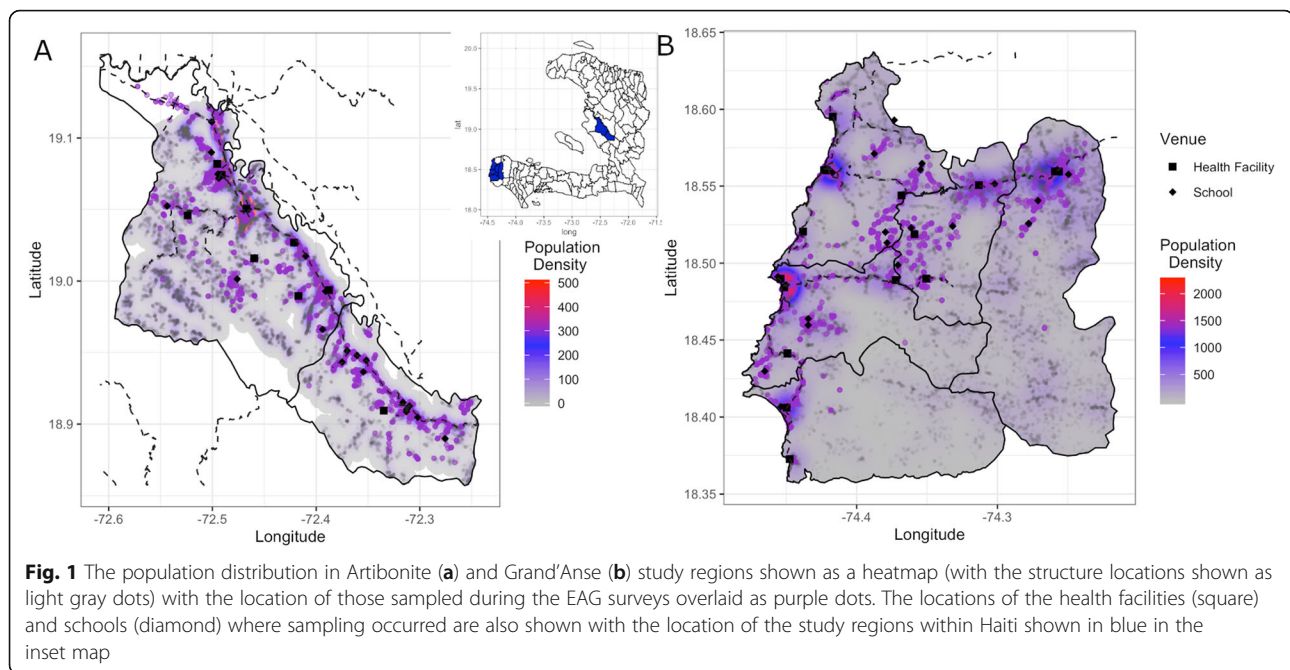 A
19.1
19.0
18.9
Latitude
-72.6
-72.5
-72.4
-72.3
Longitude
20.0
19.5
19.0
18.5
18.0
lat
-74.5
-74.0
-73.5
-73.0
-72.5
-72.0
-71.5
long
Population
Density
500
400
300
200
100
0
B
18.65
18.60
18.55
18.50
18.45
18.40
18.35
Latitude
-74.4
-74.3
Longitude
Venue
Health Facility
School
Population
Density
2000
1500
1000
500
Fig. 1 The population distribution in Artibonite (a) and Grand'Anse (b) study regions shown as a heatmap (with the structure locations shown as
light gray dots) with the location of those sampled during the EAG surveys overlaid as purple dots. The locations of the health facilities (square)
and schools (diamond) where sampling occurred are also shown with the location of the study regions within Haiti shown in blue in the
inset map